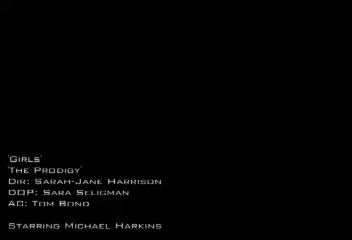 'Girls'
'The Prodigy'
Dir: Sarah-Jane Harrison
DOP: Sara Seligman
AC: Tom Bond
Starring Michael Harkins